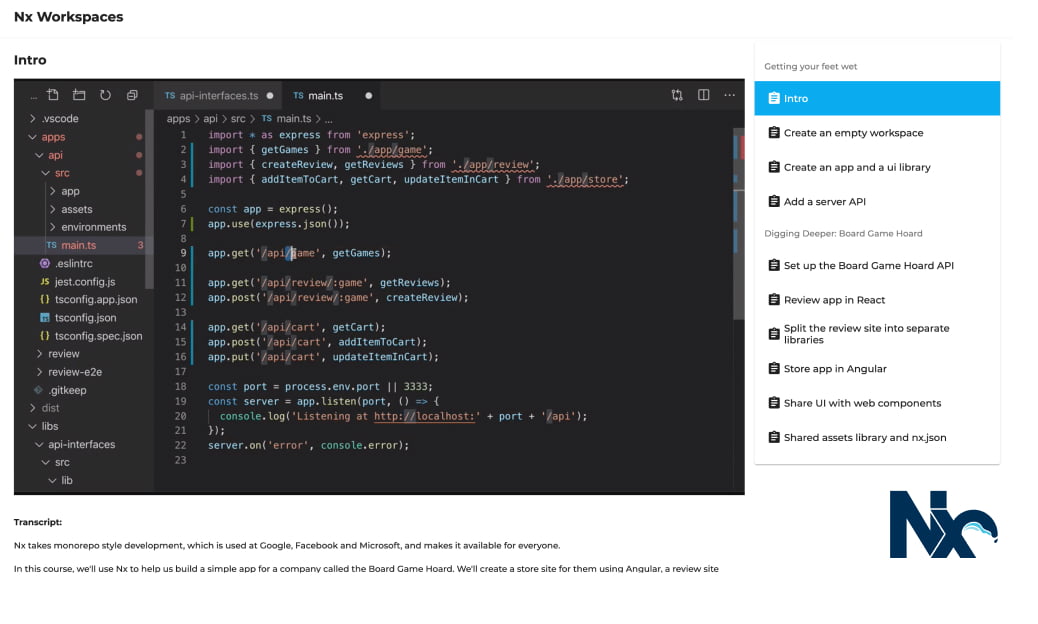 Nx Workspaces
Intro
... TS api-interfaces.ts ● TS main.ts ● ...
.vscode
apps
api
src
app
assets
environments
TS main.ts 3
.eslintrc
JS jest.config.js
{} tsconfig.app.json
TS tsconfig.json
{} tsconfig.spec.json
review
review-e2e
.gitkeep
dist
libs
api-interfaces
src
lib
apps > api > src > TS main.ts > ...
1 import * as express from 'express';
2 import { getGames } from './app/game';
3 import { createReview, getReviews } from './app/review';
4 import { addItemToCart, getCart, updateItemInCart } from './app/store';
5
6 const app = express();
7 app.use(express.json());
8
9 app.get('/api/game', getGames);
10
11 app.get('/api/review/:game', getReviews);
12 app.post('/api/review/:game', createReview);
13
14 app.get('/api/cart', getCart);
15 app.post('/api/cart', addItemToCart);
16 app.put('/api/cart', updateItemInCart);
17
18 const port = process.env.port || 3333;
19 const server = app.listen(port, () => {
20 console.log('Listening at http://localhost:' + port + '/api');
21 });
22 server.on('error', console.error);
23
Getting your feet wet
Intro
Create an empty workspace
Create an app and a ui library
Add a server API
Digging Deeper: Board Game Hoard
Set up the Board Game Hoard API
Review app in React
Split the review site into separate
libraries
Store app in Angular
Share UI with web components
Shared assets library and nx.json
Transcript:
Nx takes monorepo style development, which is used at Google, Facebook and Microsoft, and makes it available for everyone.
In this course, we'll use Nx to help us build a simple app for a company called the Board Game Hoard. We'll create a store site for them using Angular, a review site
Nx